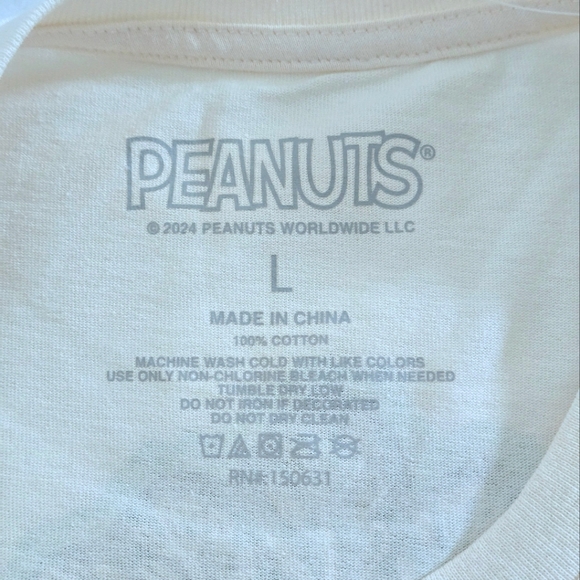 PEANUTS®
© 2024 PEANUTS WORLDWIDE LLC
L
MADE IN CHINA
100% COTTON
MACHINE WASH COLD WITH LIKE COLORS
USE ONLY NON-CHLORINE BLEACH WHEN NEEDED
TUMBLE DRY LOW
DO NOT IRON IF DECORATED
DO NOT DRY CLEAN
RN#:150631